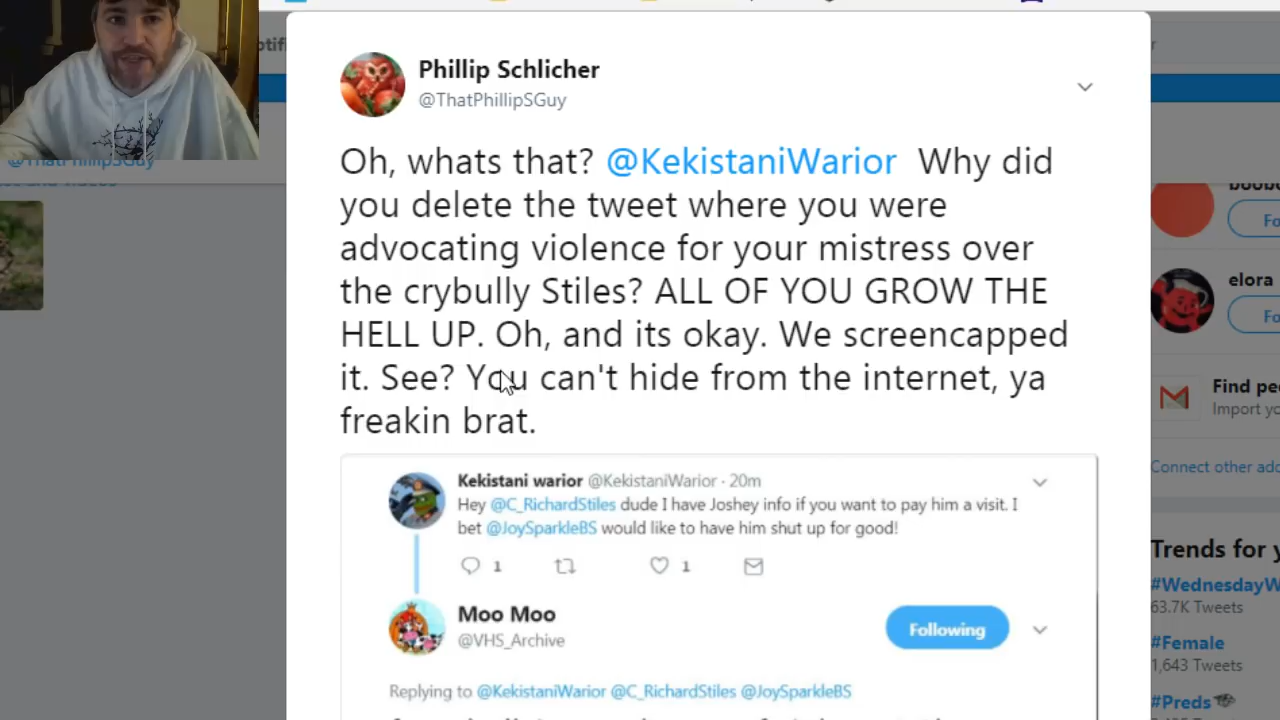 Phillip Schlicher
@ThatPhillipSGuy
Oh, whats that? @KekistaniWarior Why did
you delete the tweet where you were
advocating violence for your mistress over
the crybully Stiles? ALL OF YOU GROW THE
HELL UP. Oh, and its okay. We screencapped
it. See? You can't hide from the internet, ya
freakin brat.
Kekistani warior @KekistaniWarior · 20m
Hey @C_RichardStiles dude I have Joshey info if you want to pay him a visit. I
bet @JoySparkleBS would like to have him shut up for good!
1 1
Moo Moo
@VHS_Archive
Following
Replying to @KekistaniWarior @C_RichardStiles @JoySparkleBS
@ThatPhillipSGuy
elora
Find pe
Import yo
Connect other add
Trends for y
#WednesdayW
63.7K Tweets
#Female
1,643 Tweets
#Preds